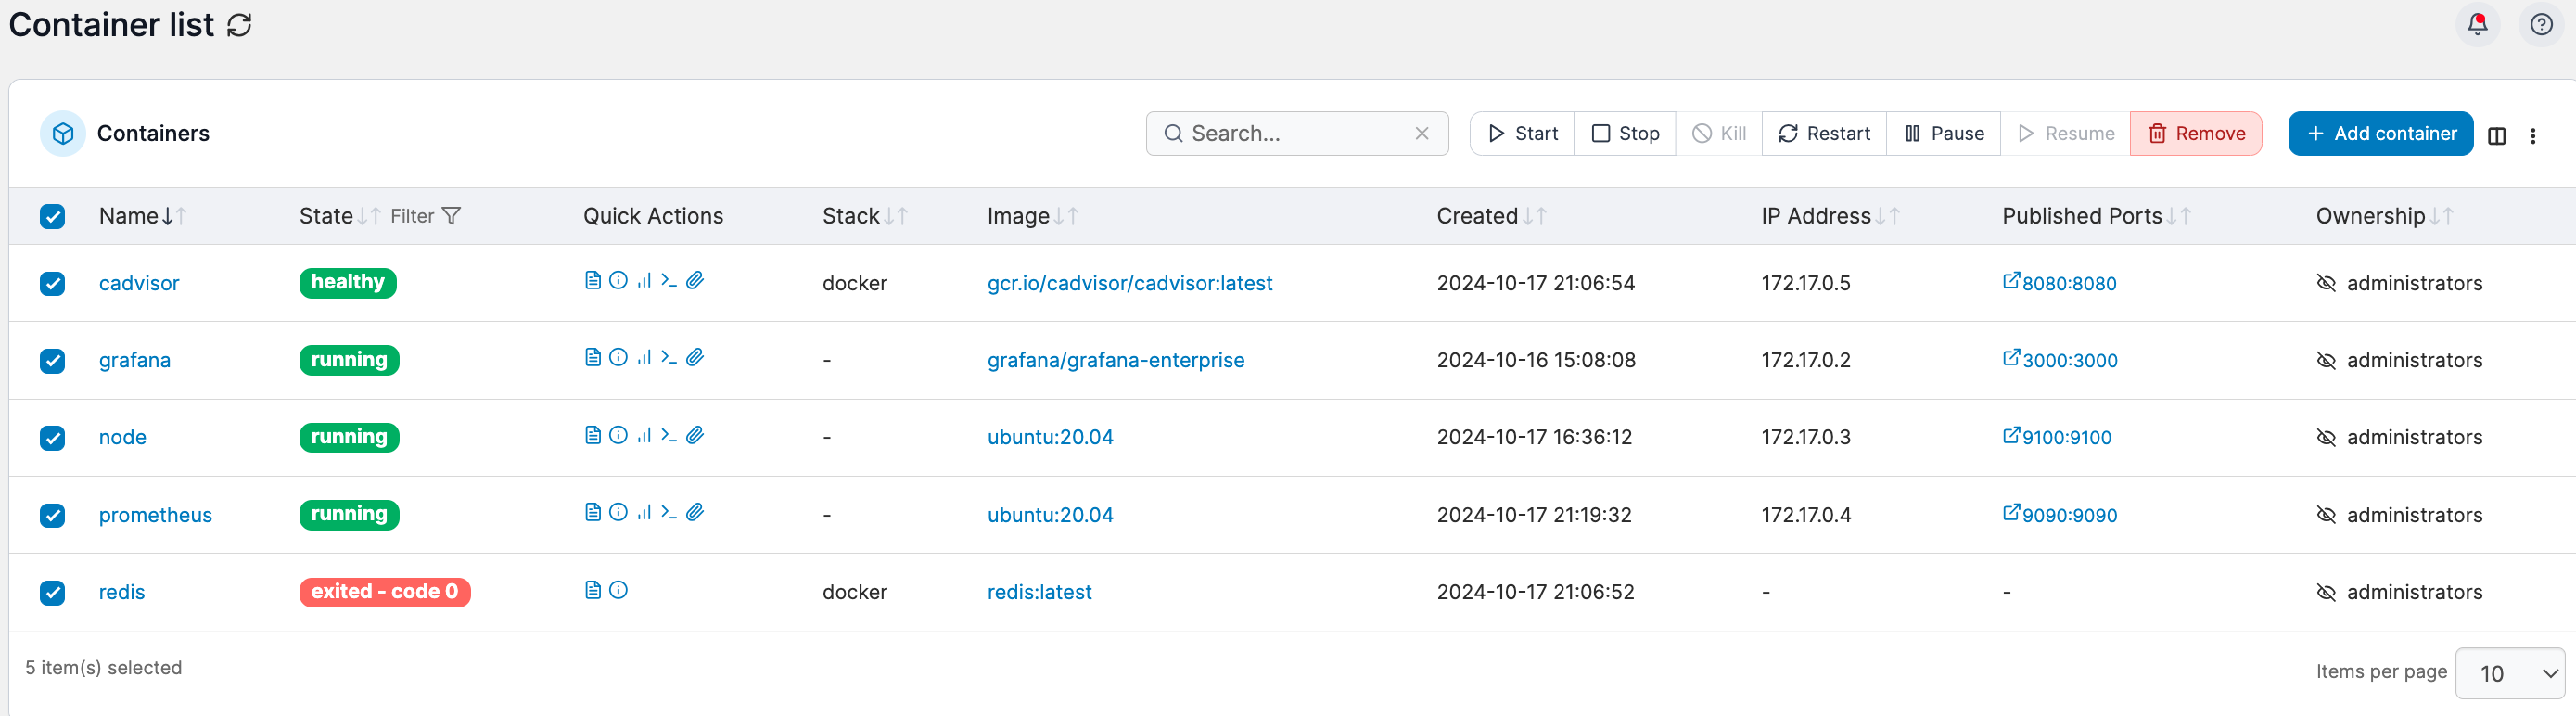 Container list
Containers
Search... Start Stop Kill Restart Pause Resume Remove + Add container
Name State Filter Quick Actions Stack Image Created IP Address Published Ports Ownership
cadvisor healthy docker gcr.io/cadvisor/cadvisor:latest 2024-10-17 21:06:54 172.17.0.5 8080:8080 administrators
grafana running - grafana/grafana-enterprise 2024-10-16 15:08:08 172.17.0.2 3000:3000 administrators
node running - ubuntu:20.04 2024-10-17 16:36:12 172.17.0.3 9100:9100 administrators
prometheus running - ubuntu:20.04 2024-10-17 21:19:32 172.17.0.4 9090:9090 administrators
redis exited - code 0 docker redis:latest 2024-10-17 21:06:52 - - administrators
5 item(s) selected Items per page 10